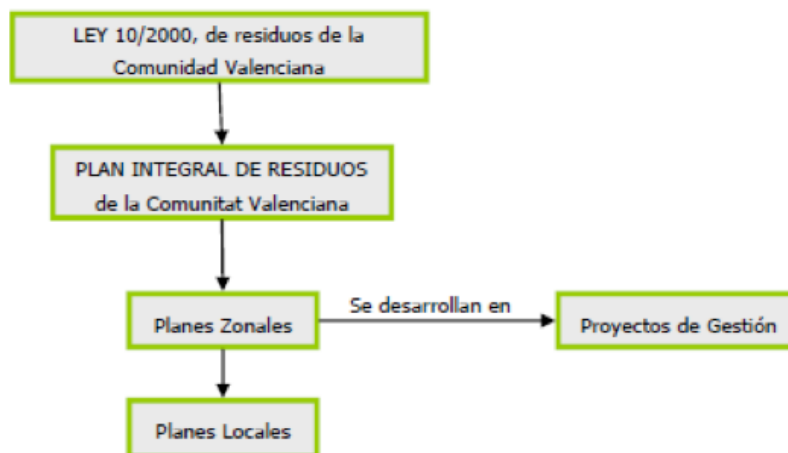 LEY 10/2000, de residuos de la
Comunidad Valenciana
PLAN INTEGRAL DE RESIDUOS
de la Comunitat Valenciana
Planes Zonales
Se desarrollan en
Proyectos de Gestión
Planes Locales